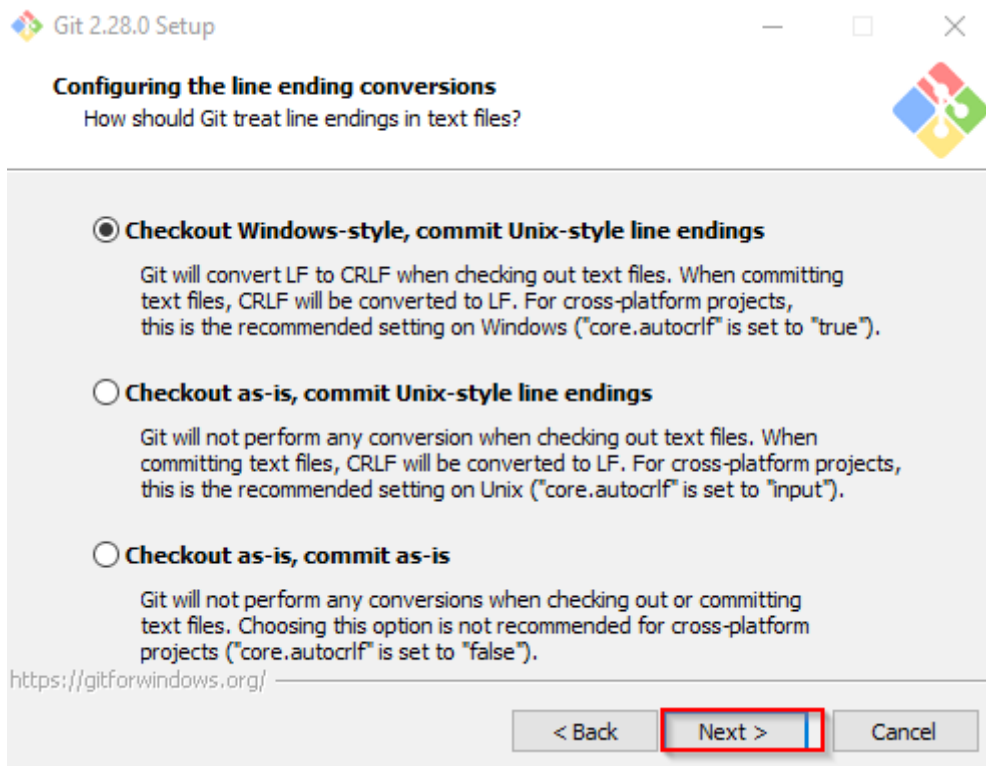 Git 2.28.0 Setup
Configuring the line ending conversions
How should Git treat line endings in text files?
Checkout Windows-style, commit Unix-style line endings
Git will convert LF to CRLF when checking out text files. When committing
text files, CRLF will be converted to LF. For cross-platform projects,
this is the recommended setting on Windows ("core.autocrlf" is set to "true").
Checkout as-is, commit Unix-style line endings
Git will not perform any conversion when checking out text files. When
committing text files, CRLF will be converted to LF. For cross-platform projects,
this is the recommended setting on Unix ("core.autocrlf" is set to "input").
Checkout as-is, commit as-is
Git will not perform any conversions when checking out or committing
text files. Choosing this option is not recommended for cross-platform
projects ("core.autocrlf" is set to "false").
https://gitforwindows.org/
< Back Next > Cancel